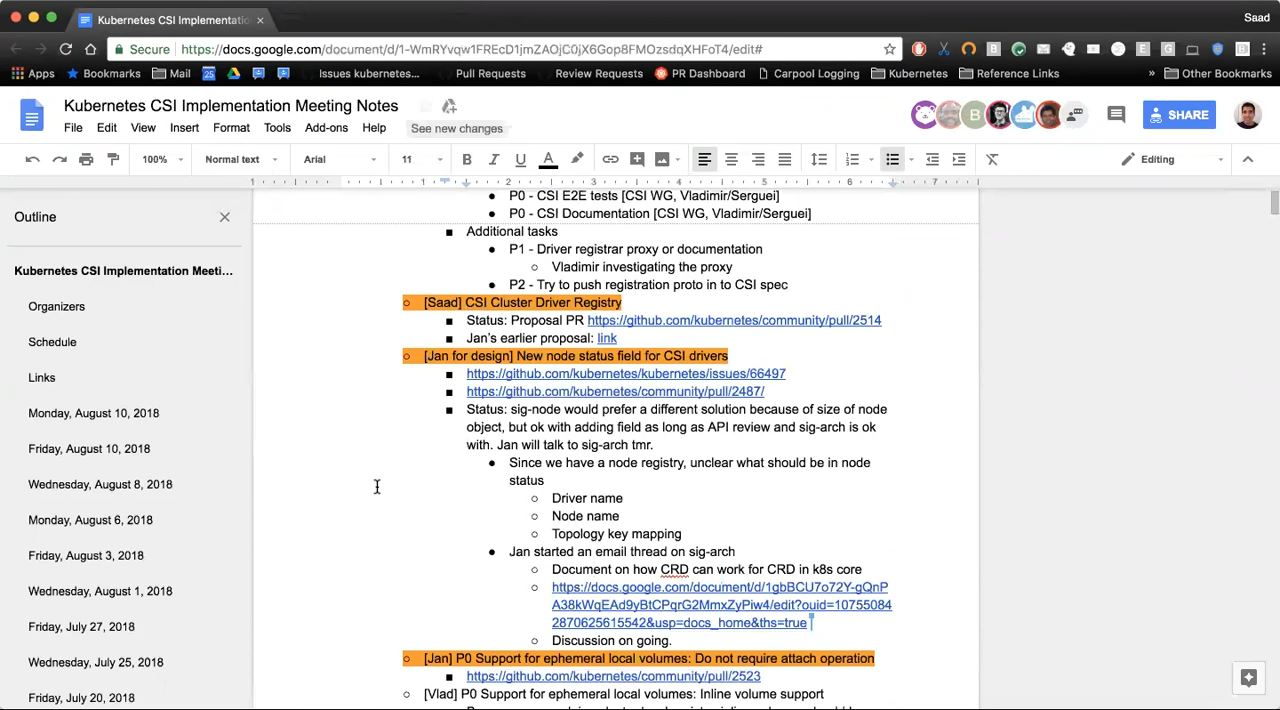 Kubernetes CSI Implementatio
Saad
Secure
https://docs.google.com/document/d/1-WmRYvqw1FREcD1jmZAOjC0jX6Gop8FMOzsdqXHFoT4/edit#
Apps
Bookmarks
Mail
Issues kubernetes...
Pull Requests
Review Requests
PR Dashboard
Carpool Logging
Kubernetes
Reference Links
»
Other Bookmarks
Kubernetes CSI Implementation Meeting Notes
File Edit View Insert Format Tools Add-ons Help
See new changes
B
SHARE
100%
Normal text
Arial
11
B I U A
Editing
1 1 2 3 4 5 6 7
Outline
Kubernetes CSI Implementation Meeti...
Organizers
Schedule
Links
Monday, August 10, 2018
Friday, August 10, 2018
Wednesday, August 8, 2018
Monday, August 6, 2018
Friday, August 3, 2018
Wednesday, August 1, 2018
Friday, July 27, 2018
Wednesday, July 25, 2018
Friday, July 20, 2018
P0 - CSI E2E tests [CSI WG, Vladimir/Serguei]
P0 - CSI Documentation [CSI WG, Vladimir/Serguei]
Additional tasks
P1 - Driver registrar proxy or documentation
Vladimir investigating the proxy
P2 - Try to push registration proto in to CSI spec
[Saad] CSI Cluster Driver Registry
Status: Proposal PR https://github.com/kubernetes/community/pull/2514
Jan's earlier proposal: link
[Jan for design] New node status field for CSI drivers
https://github.com/kubernetes/kubernetes/issues/66497
https://github.com/kubernetes/community/pull/2487/
Status: sig-node would prefer a different solution because of size of node
object, but ok with adding field as long as API review and sig-arch is ok
with. Jan will talk to sig-arch tmr.
Since we have a node registry, unclear what should be in node
status
Driver name
Node name
Topology key mapping
Jan started an email thread on sig-arch
Document on how CRD can work for CRD in k8s core
https://docs.google.com/document/d/1gbBCU7o72Y-gQnP
A38kWqEAd9yBtCPqrG2MmxZyPiw4/edit?ouid=10755084
2870625615542&usp=docs_home&ths=true
Discussion on going.
[Jan] P0 Support for ephemeral local volumes: Do not require attach operation
https://github.com/kubernetes/community/pull/2523
[Vlad] P0 Support for ephemeral local volumes: Inline volume support